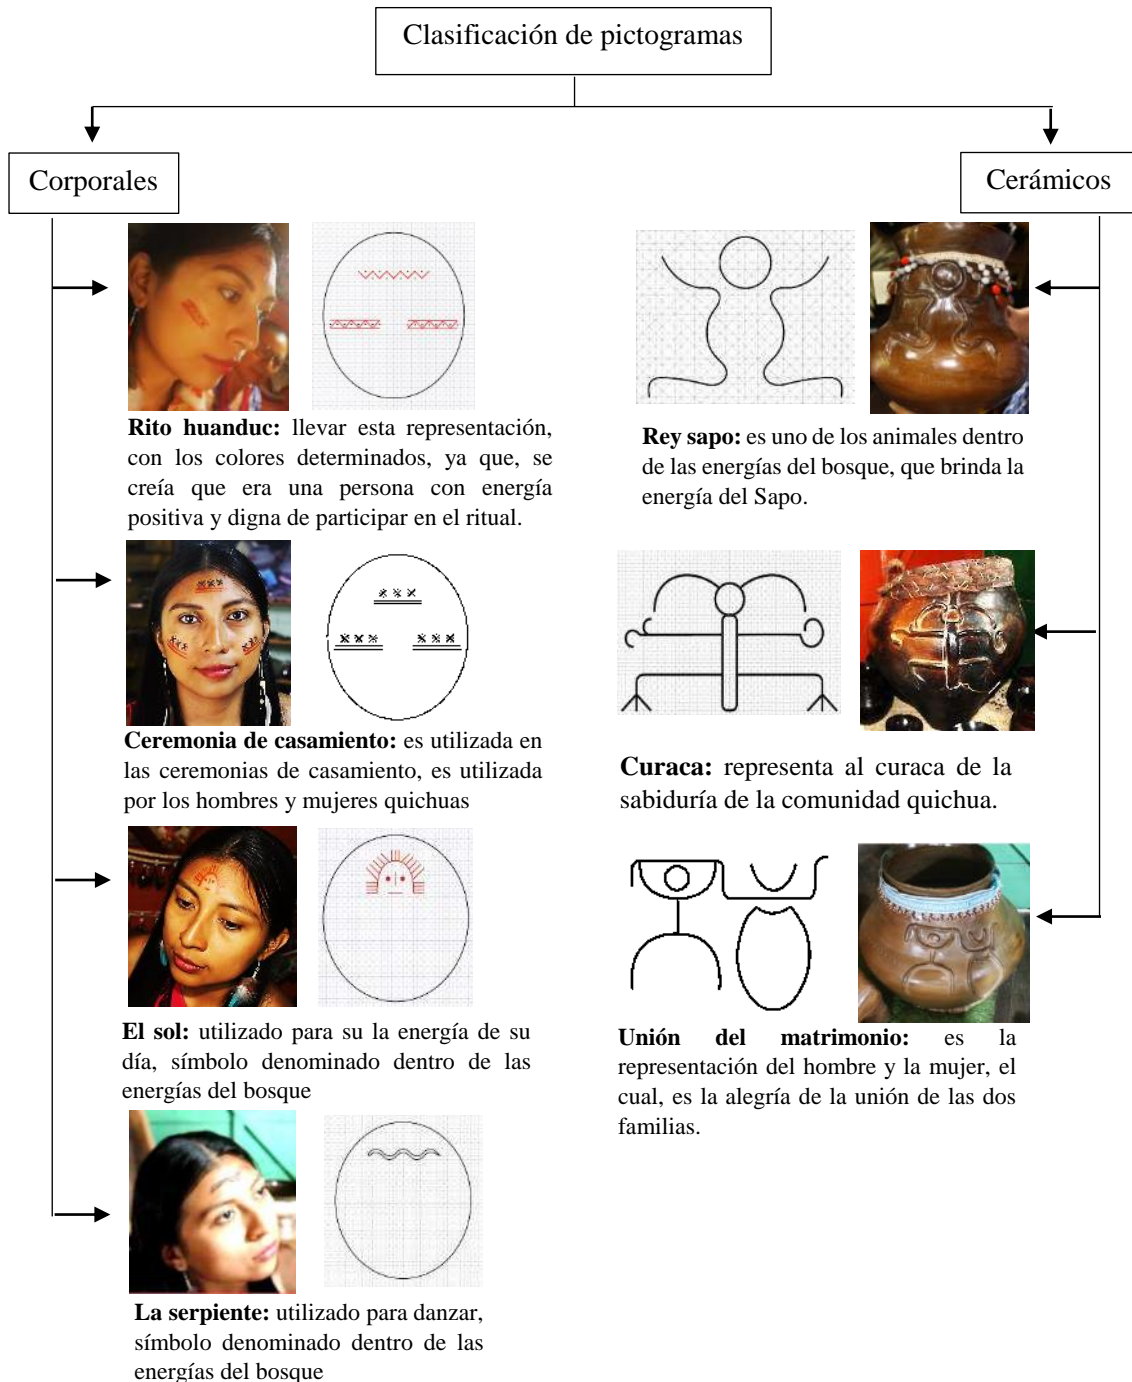 Clasificación de pictogramas
Corporales
Cerámicos
Rito huanduc: llevar esta representación,
con los colores determinados, ya que, se
creía que era una persona con energía
positiva y digna de participar en el ritual.
Rey sapo: es uno de los animales dentro
de las energías del bosque, que brinda la
energía del Sapo.
Ceremonia de casamiento: es utilizada en
las ceremonias de casamiento, es utilizada
por los hombres y mujeres quichuas
Curaca: representa al curaca de la
sabiduría de la comunidad quichua.
El sol: utilizado para su la energía de su
día, símbolo denominado dentro de las
energías del bosque
Unión del matrimonio: es la
representación del hombre y la mujer, el
cual, es la alegría de la unión de las dos
familias.
La serpiente: utilizado para danzar,
símbolo denominado dentro de las
energías del bosque